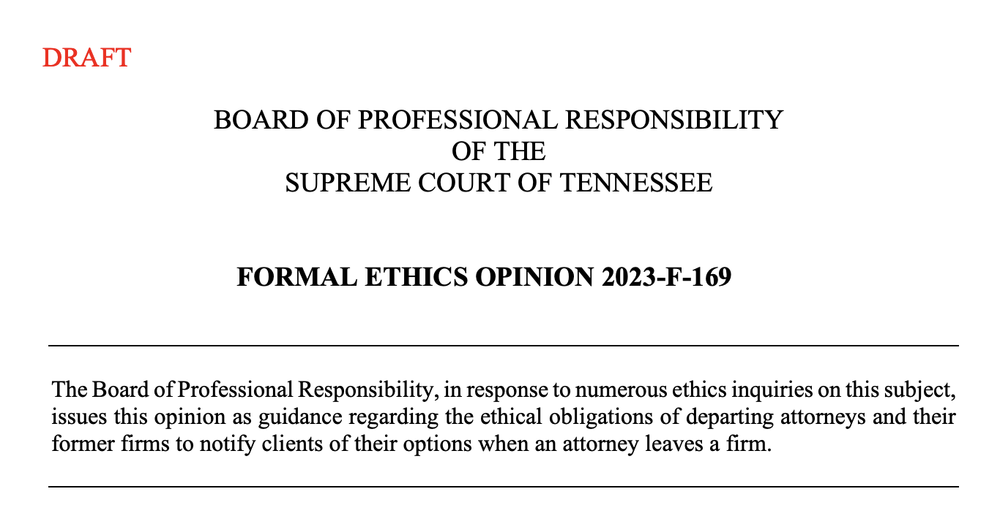 DRAFT
BOARD OF PROFESSIONAL RESPONSIBILITY
OF THE
SUPREME COURT OF TENNESSEE
FORMAL ETHICS OPINION 2023-F-169
The Board of Professional Responsibility, in response to numerous ethics inquiries on this subject,
issues this opinion as guidance regarding the ethical obligations of departing attorneys and their
former firms to notify clients of their options when an attorney leaves a firm.